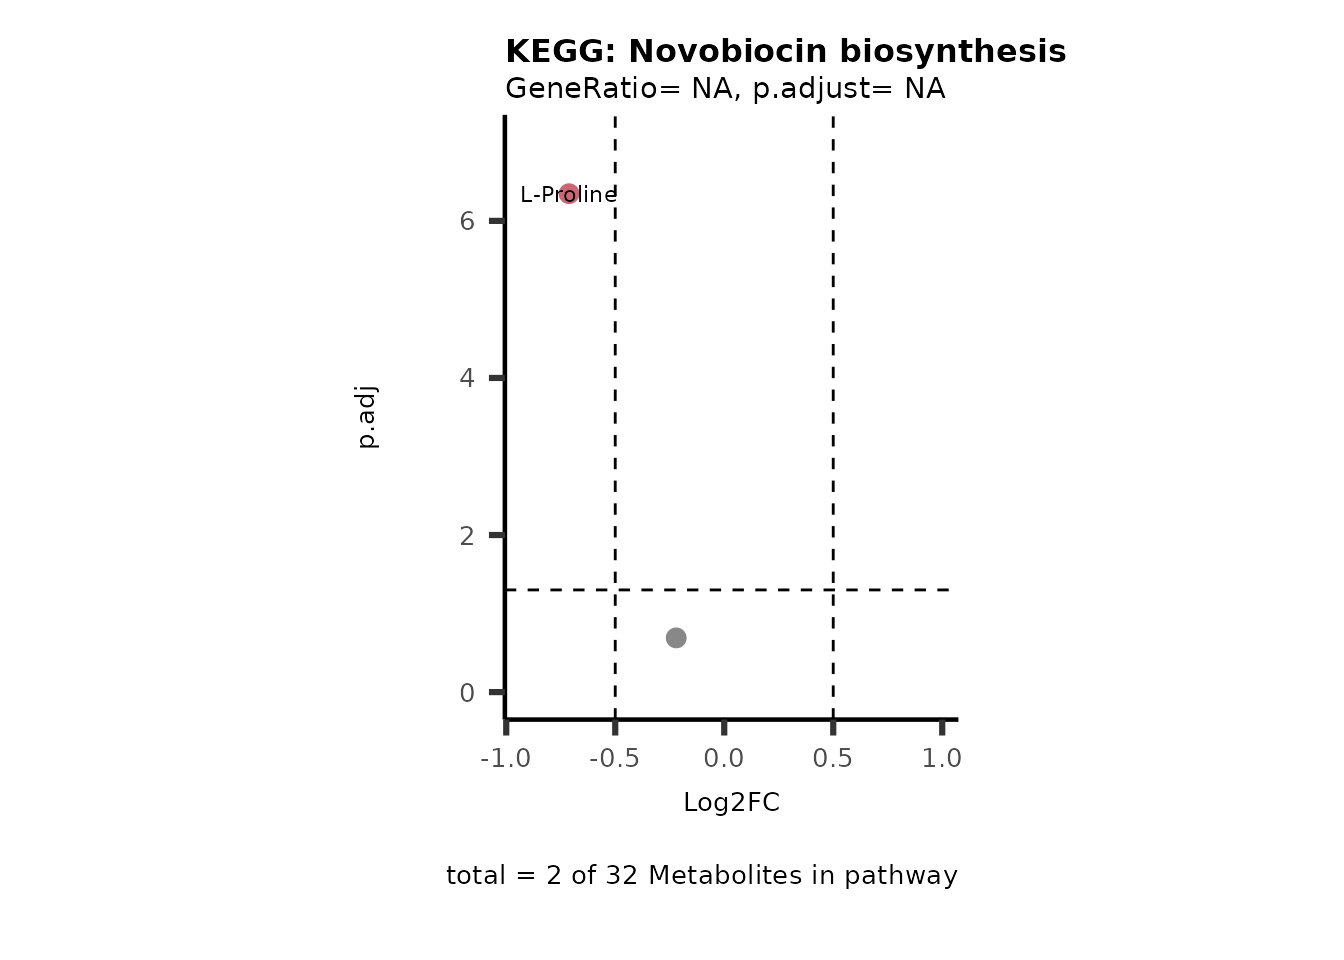 KEGG: Novobiocin biosynthesis
GeneRatio= NA, p.adjust= NA
L-Proline
6
4
2
0
p.adj
-1.0 -0.5 0.0 0.5 1.0
Log2FC
total = 2 of 32 Metabolites in pathway